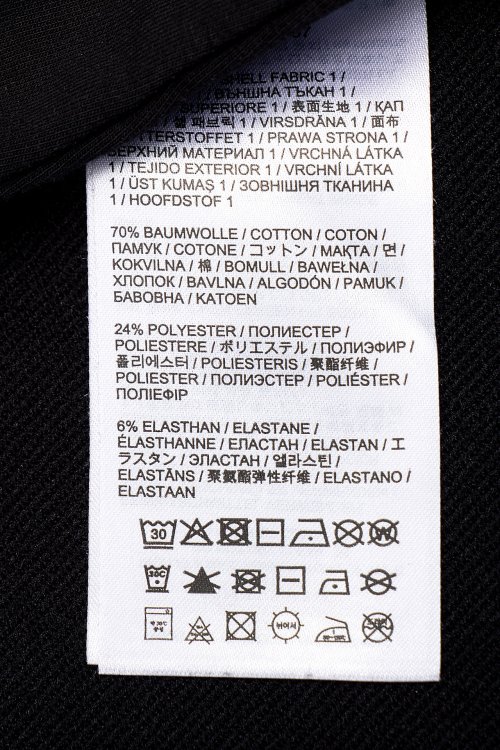 SHELL FABRIC 1 /
ВЪНШНА ТЪКАН 1 /
SUPERIORE 1 / 表面生地 1 / ҚАП
셸 패브릭 1 / VIRSDRĀNA 1 / 面布
PRAWA STRONA 1 /
ВЕРХНИЙ МАТЕРИАЛ 1 / VRCHNÁ LÁTKA
1 / TEJIDO EXTERIOR 1 / VRCHNÍ LÁTKA
1 / ÜST KUMAŞ 1 / ЗОВНІШНЯ ТКАНИНА
1 / HOOFDSTOF 1
70% BAUMWOLLE / COTTON / COTON /
ПАМУК / COTONE / コットン / МАҚТА / 면 /
KOKVILNA / 棉 / BOMULL / BAWEŁNA /
ХЛОПОК / BAVLNA / ALGODÓN / PAMUK /
БАВОВНА / KATOEN
24% POLYESTER / ПОЛИЕСТЕР /
POLIESTERE / ポリエステル / ПОЛИЭФИР /
폴리에스터 / POLIESTERIS / 聚酯纤维 /
POLIESTER / ПОЛИЭСТЕР / POLIÉSTER /
ПОЛІЕФІР
6% ELASTHAN / ELASTANE /
ÉLASTHANNE / ЕЛАСТАН / ELASTAN / エ
ラスタン / ЭЛАСТАН / 엘라스틴 /
ELASTĀNS / 聚氨酯弹性纤维 / ELASTANO /
ELASTAAN
30 W
30C
뉘어서